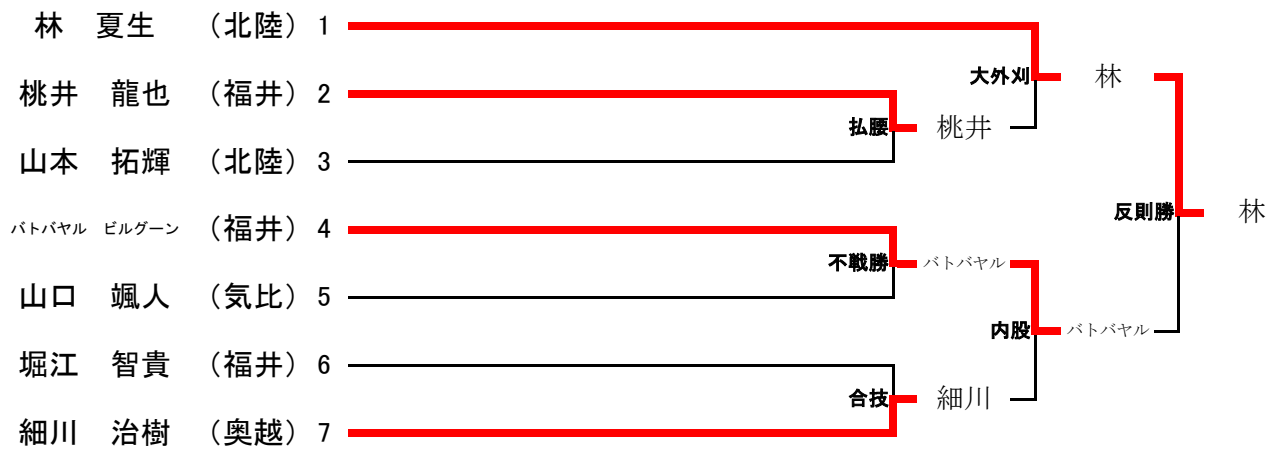 林　夏生　（北陸） 1
大外刈　林
桃井　龍也　（福井） 2
払腰　桃井
山本　拓輝　（北陸） 3
バトバヤル　ビルグーン　（福井） 4
反則勝　林
不戦勝　バトバヤル
山口　颯人　（気比） 5
内股　バトバヤル
堀江　智貴　（福井） 6
合技　細川
細川　治樹　（奥越） 7